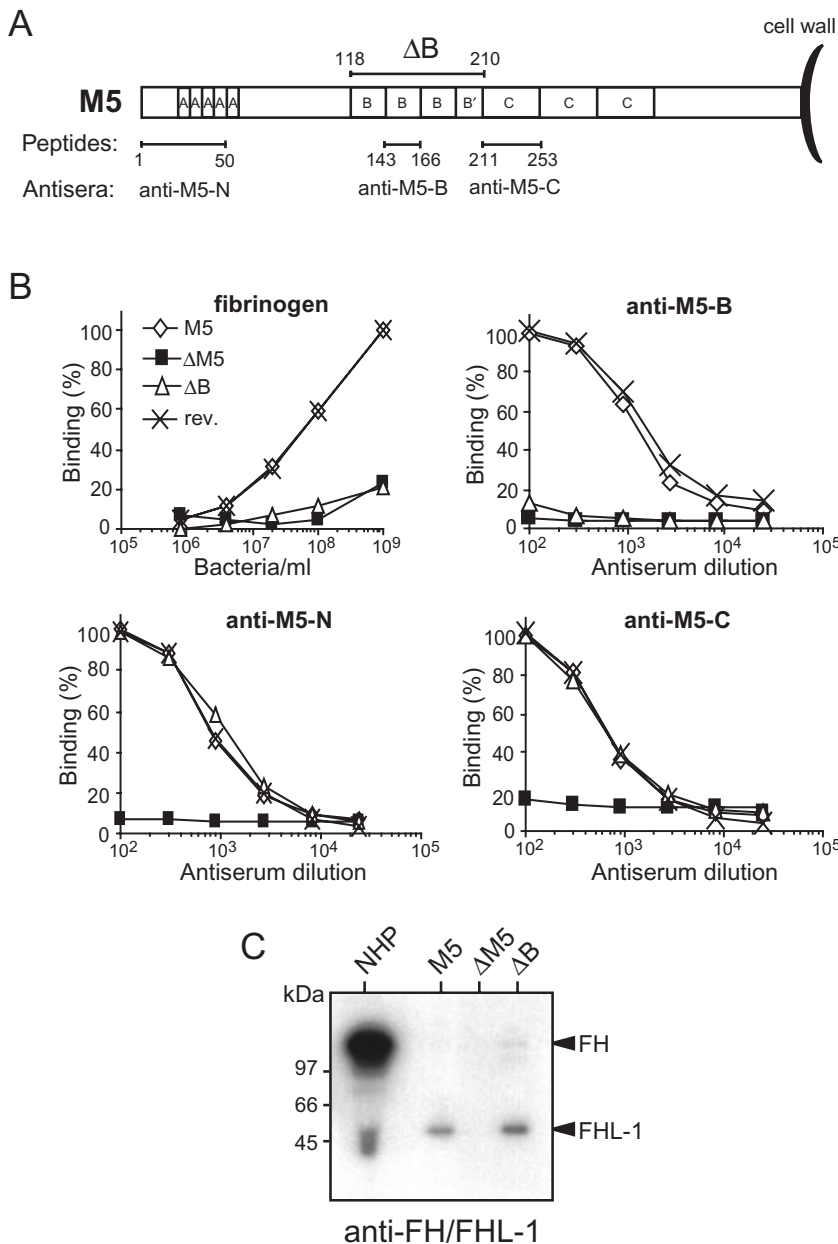 A
cell wall
118 ΔB 210
M5 A A A A A B B B B′ C C C
Peptides:
1 50 143 166 211 253
Antisera: anti-M5-N anti-M5-B anti-M5-C
B
fibrinogen
M5
ΔM5
ΔB
rev.
Binding (%)
100
80
60
40
20
0
10⁵ 10⁶ 10⁷ 10⁸ 10⁹
Bacteria/ml
anti-M5-B
Binding (%)
100
80
60
40
20
0
10² 10³ 10⁴ 10⁵
Antiserum dilution
anti-M5-N
Binding (%)
100
80
60
40
20
0
10² 10³ 10⁴ 10⁵
Antiserum dilution
anti-M5-C
Binding (%)
100
80
60
40
20
0
10² 10³ 10⁴ 10⁵
Antiserum dilution
C
NHP M5 ΔM5 ΔB
kDa
FH
97
66
FHL-1
45
anti-FH/FHL-1